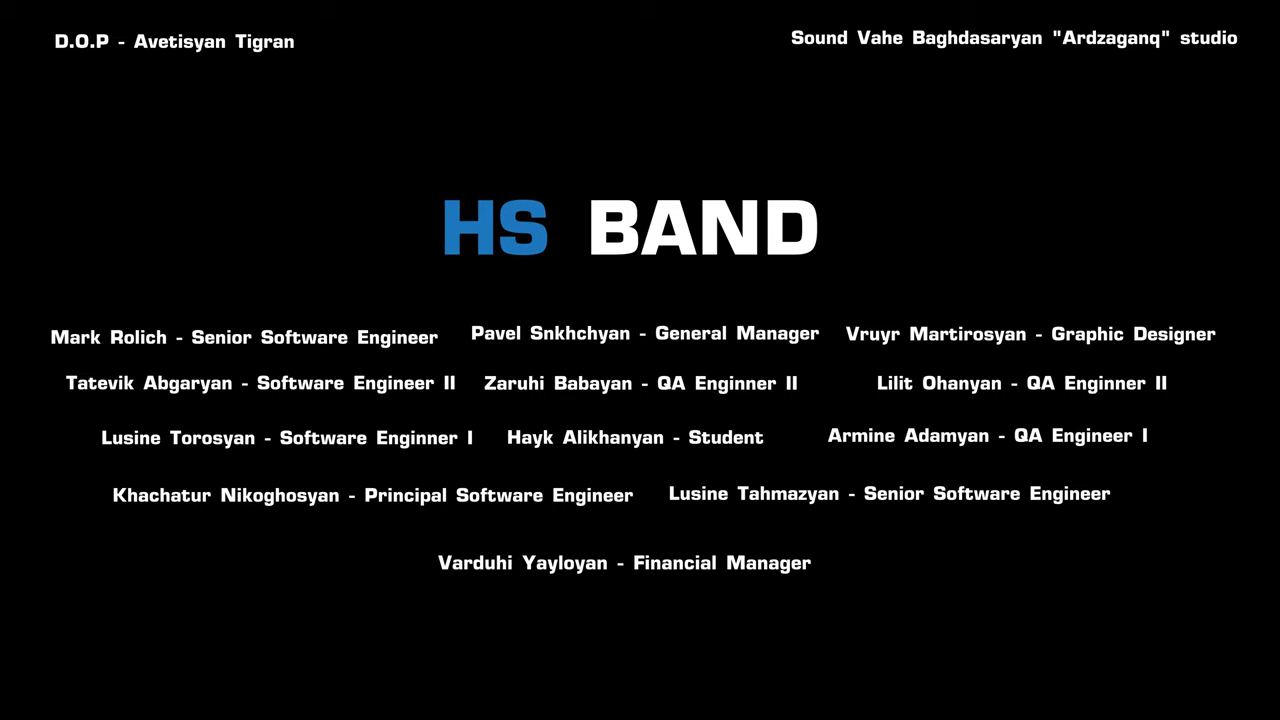 D.O.P - Avetisyan Tigran
Sound Vahe Baghdasaryan "Ardzaganq" studio
HS BAND
Mark Rolich - Senior Software Engineer
Pavel Snkhchyan - General Manager
Vruyr Martirosyan - Graphic Designer
Tatevik Abgaryan - Software Engineer II
Zaruhi Babayan - QA Enginner II
Lilit Ohanyan - QA Enginner II
Lusine Torosyan - Software Enginner I
Hayk Alikhanyan - Student
Armine Adamyan - QA Engineer I
Khachatur Nikoghosyan - Principal Software Engineer
Lusine Tahmazyan - Senior Software Engineer
Varduhi Yayloyan - Financial Manager